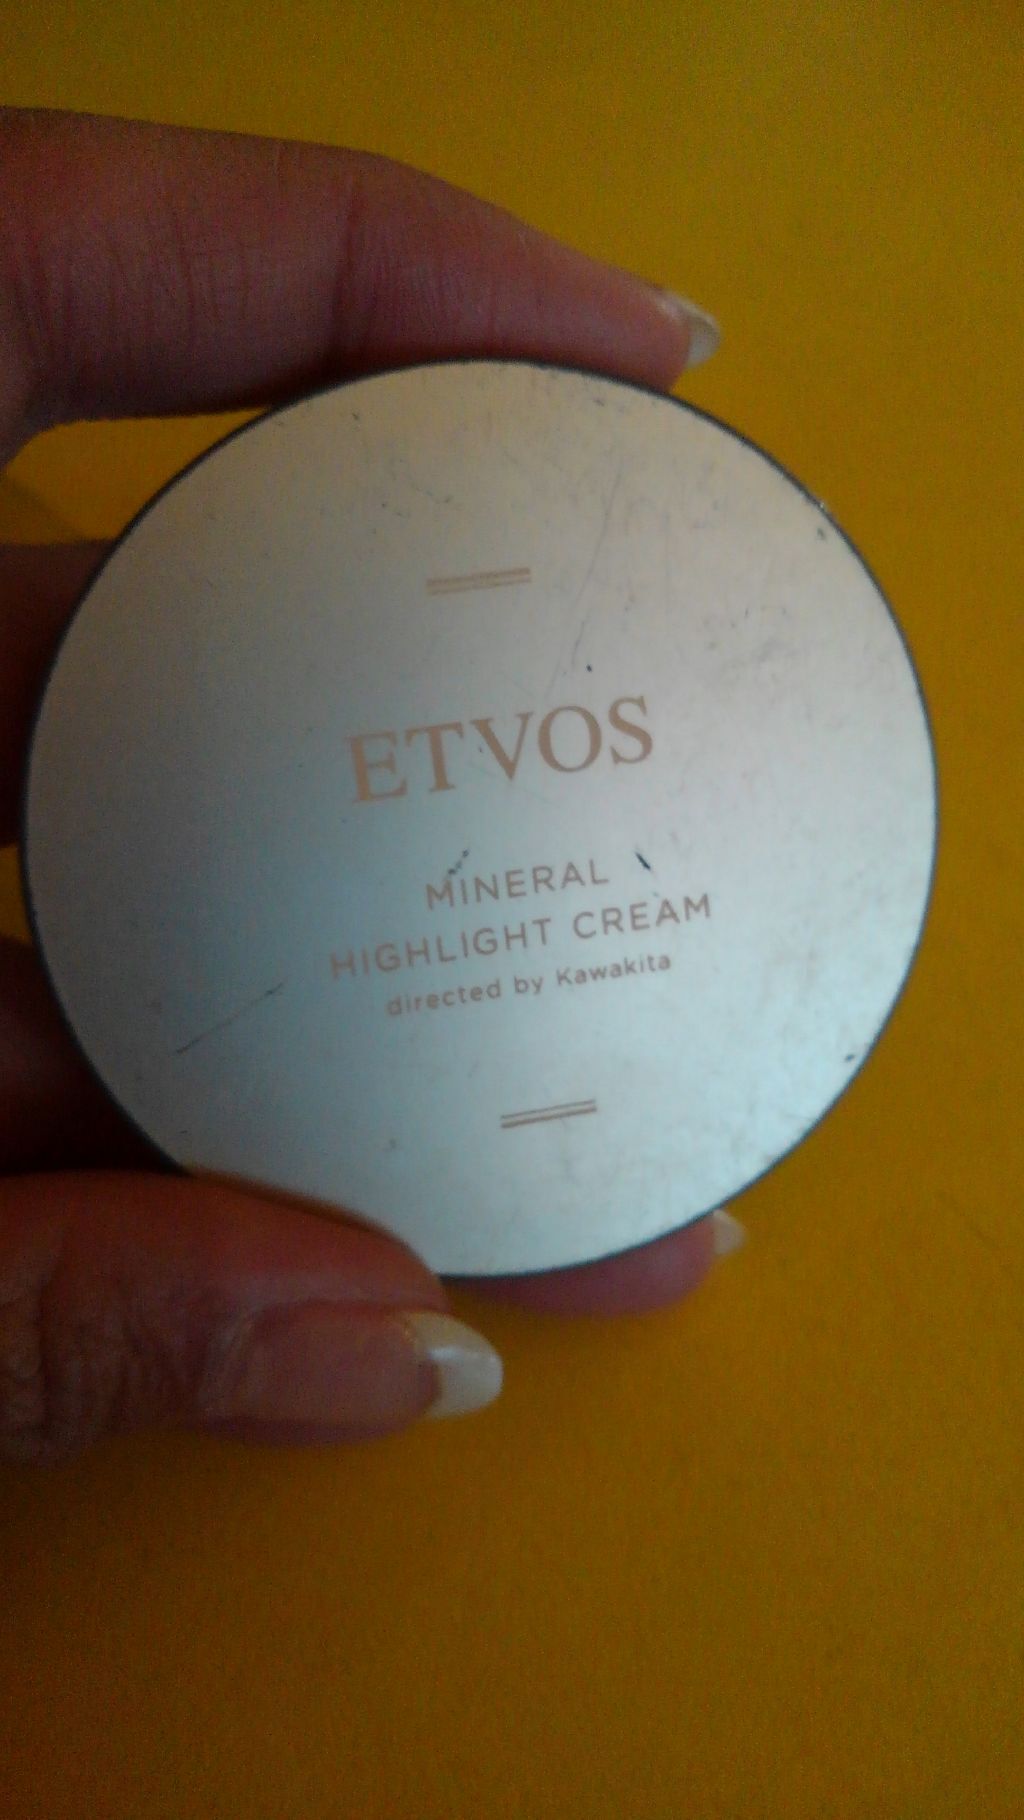 ETVOS
MINERAL
HIGHLIGHT CREAM
directed by Kawakita